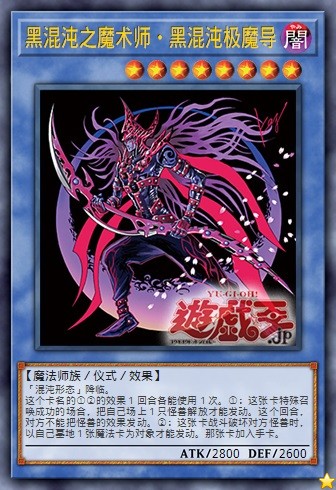 黑混沌之魔术师・黑混沌极魔导 闇
YU-GI-OH!
遊戯王
.JP
【魔法师族／仪式／效果】
「混沌形态」降临。
这个卡名的①②的效果1回合各能使用1次。①：这张卡特殊召
唤成功的场合，把自己场上1只怪兽解放才能发动。这个回合，
对方不能把怪兽的效果发动。②：这张卡战斗破坏对方怪兽时，
以自己墓地1张魔法卡为对象才能发动。那张卡加入手卡。
ATK/2800 DEF/2600